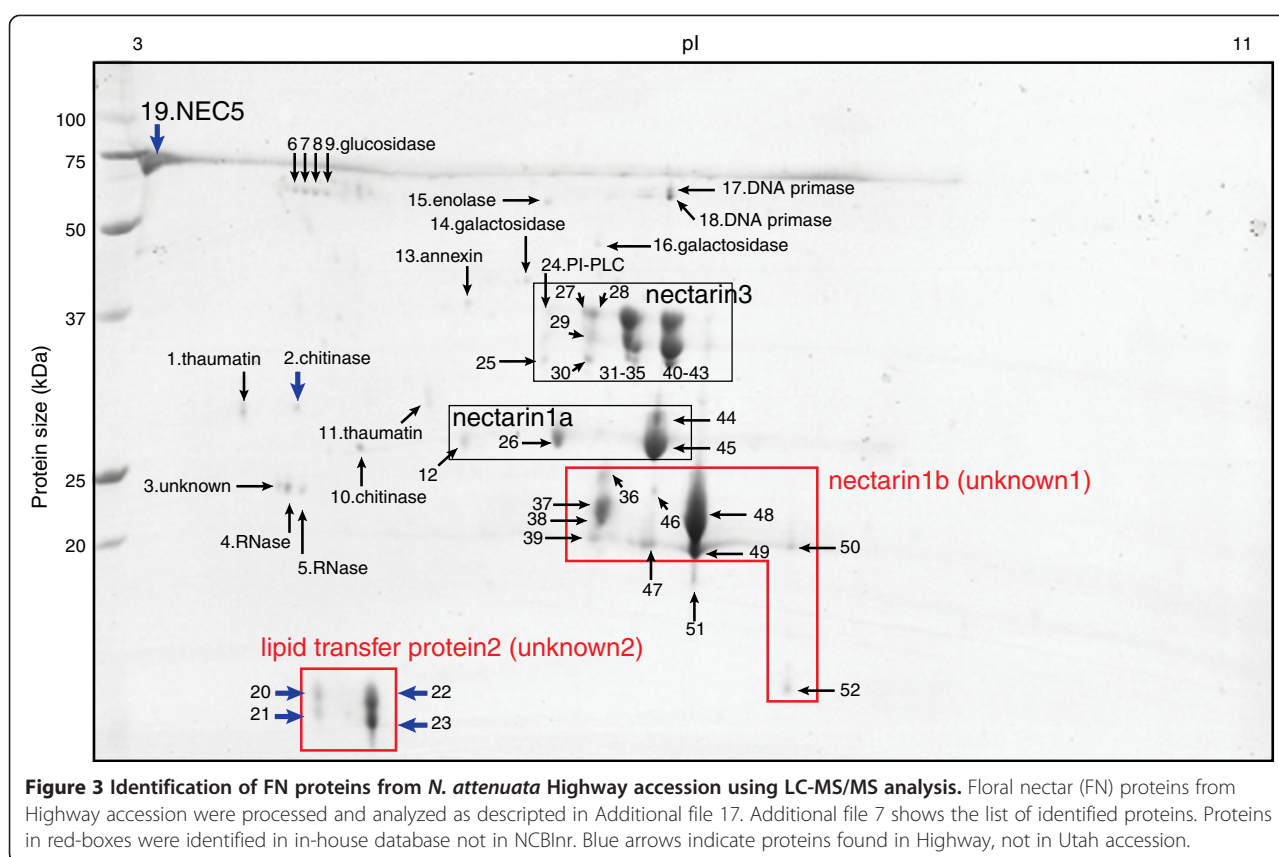 3 pI 11
19.NEC5
100
6 7 8 9.glucosidase
75
17.DNA primase
15.enolase
18.DNA primase
14.galactosidase
50
16.galactosidase
13.annexin
24.PI-PLC
27 28 nectarin3
37
29
1.thaumatin 2.chitinase
25
30 31-35 40-43
nectarin1a
44
11.thaumatin
26
45
12
25
nectarin1b (unknown1)
3.unknown
10.chitinase
36
37
46
48
38
4.RNase
39
20
49
50
5.RNase
47
51
lipid transfer protein2 (unknown2)
20 22
52
21 23
Protein size (kDa)
Figure 3 Identification of FN proteins from N. attenuata Highway accession using LC-MS/MS analysis. Floral nectar (FN) proteins from
Highway accession were processed and analyzed as descripted in Additional file 17. Additional file 7 shows the list of identified proteins. Proteins
in red-boxes were identified in in-house database not in NCBInr. Blue arrows indicate proteins found in Highway, not in Utah accession.